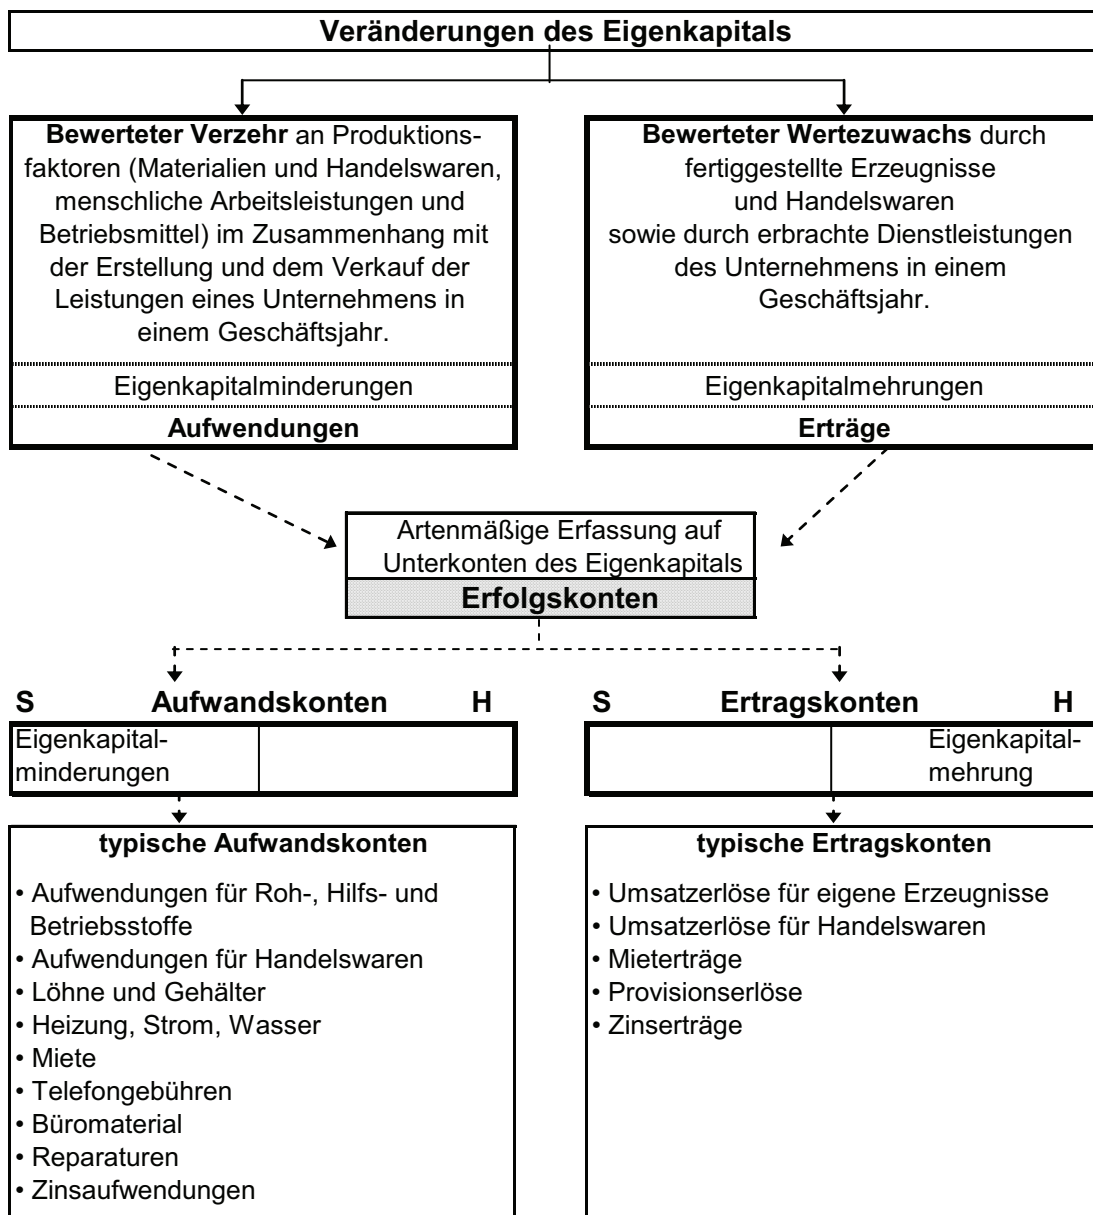 Veränderungen des Eigenkapitals
Bewerteter Verzehr an Produktions-
faktoren (Materialien und Handelswaren,
menschliche Arbeitsleistungen und
Betriebsmittel) im Zusammenhang mit
der Erstellung und dem Verkauf der
Leistungen eines Unternehmens in
einem Geschäftsjahr.
Eigenkapitalminderungen
Aufwendungen
Bewerteter Wertezuwachs durch
fertiggestellte Erzeugnisse
und Handelswaren
sowie durch erbrachte Dienstleistungen
des Unternehmens in einem
Geschäftsjahr.
Eigenkapitalmehrungen
Erträge
Artenmäßige Erfassung auf
Unterkonten des Eigenkapitals
Erfolgskonten
S Aufwandskonten H
Eigenkapital-
minderungen
typische Aufwandskonten
• Aufwendungen für Roh-, Hilfs- und
Betriebsstoffe
• Aufwendungen für Handelswaren
• Löhne und Gehälter
• Heizung, Strom, Wasser
• Miete
• Telefongebühren
• Büromaterial
• Reparaturen
• Zinsaufwendungen
S Ertragskonten H
Eigenkapital-
mehrung
typische Ertragskonten
• Umsatzerlöse für eigene Erzeugnisse
• Umsatzerlöse für Handelswaren
• Mieterträge
• Provisionserlöse
• Zinserträge